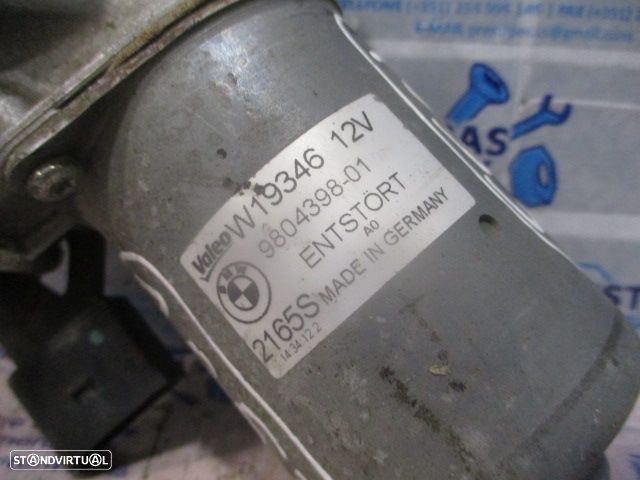 Valeo W19346 12V
9804398-01
ENTSTÖRT
A0
2165S MADE IN GERMANY
14 34 12 2
STANDVIRTUAL